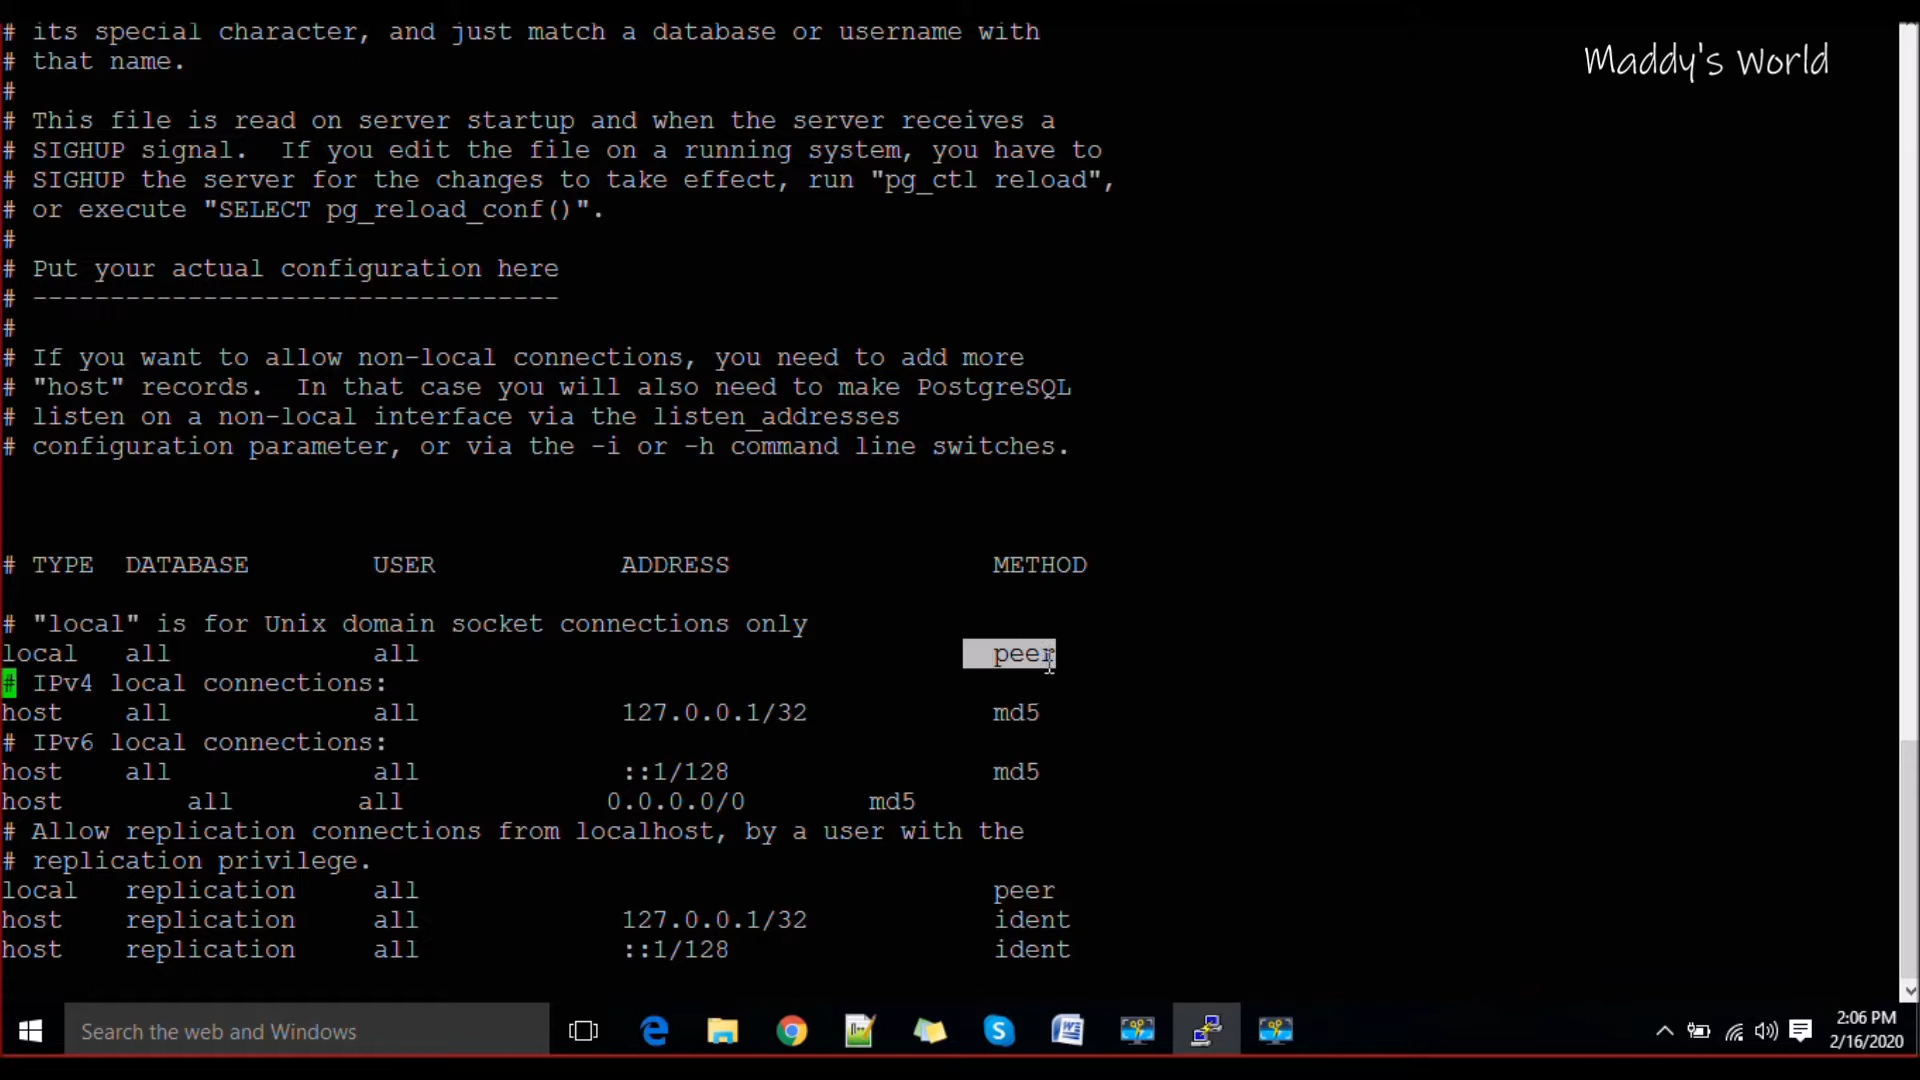 # its special character, and just match a database or username with
# that name.
#
# This file is read on server startup and when the server receives a
# SIGHUP signal.  If you edit the file on a running system, you have to
# SIGHUP the server for the changes to take effect, run "pg_ctl reload",
# or execute "SELECT pg_reload_conf()".
#
# Put your actual configuration here
# ----------------------------------
#
# If you want to allow non-local connections, you need to add more
# "host" records.  In that case you will also need to make PostgreSQL
# listen on a non-local interface via the listen_addresses
# configuration parameter, or via the -i or -h command line switches.
# TYPE  DATABASE        USER            ADDRESS                 METHOD
# "local" is for Unix domain socket connections only
local   all             all                                     peer
# IPv4 local connections:
host    all             all             127.0.0.1/32            md5
# IPv6 local connections:
host    all             all             ::1/128                 md5
host        all        all             0.0.0.0/0        md5
# Allow replication connections from localhost, by a user with the
# replication privilege.
local   replication     all                                     peer
host    replication     all             127.0.0.1/32            ident
host    replication     all             ::1/128                 ident
Maddy's World
Search the web and Windows
2:06 PM
2/16/2020